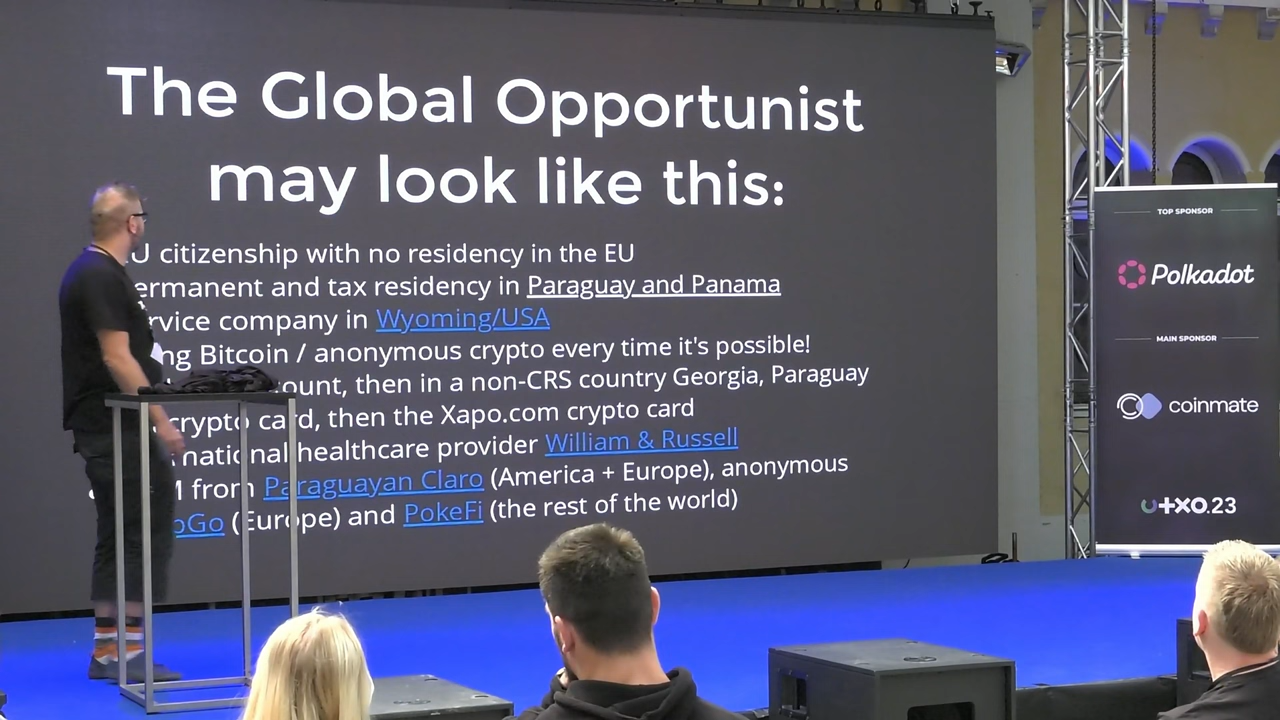 The Global Opportunist
may look like this:
U citizenship with no residency in the EU
ermanent and tax residency in Paraguay and Panama
rvice company in Wyoming/USA
ng Bitcoin / anonymous crypto every time it's possible!
ount, then in a non-CRS country Georgia, Paraguay
crypto card, then the Xapo.com crypto card
national healthcare provider William & Russell
M from Paraguayan Claro (America + Europe), anonymous
oGo (Europe) and PokeFi (the rest of the world)
TOP SPONSOR
Polkadot
MAIN SPONSOR
coinmate
UTXO.23